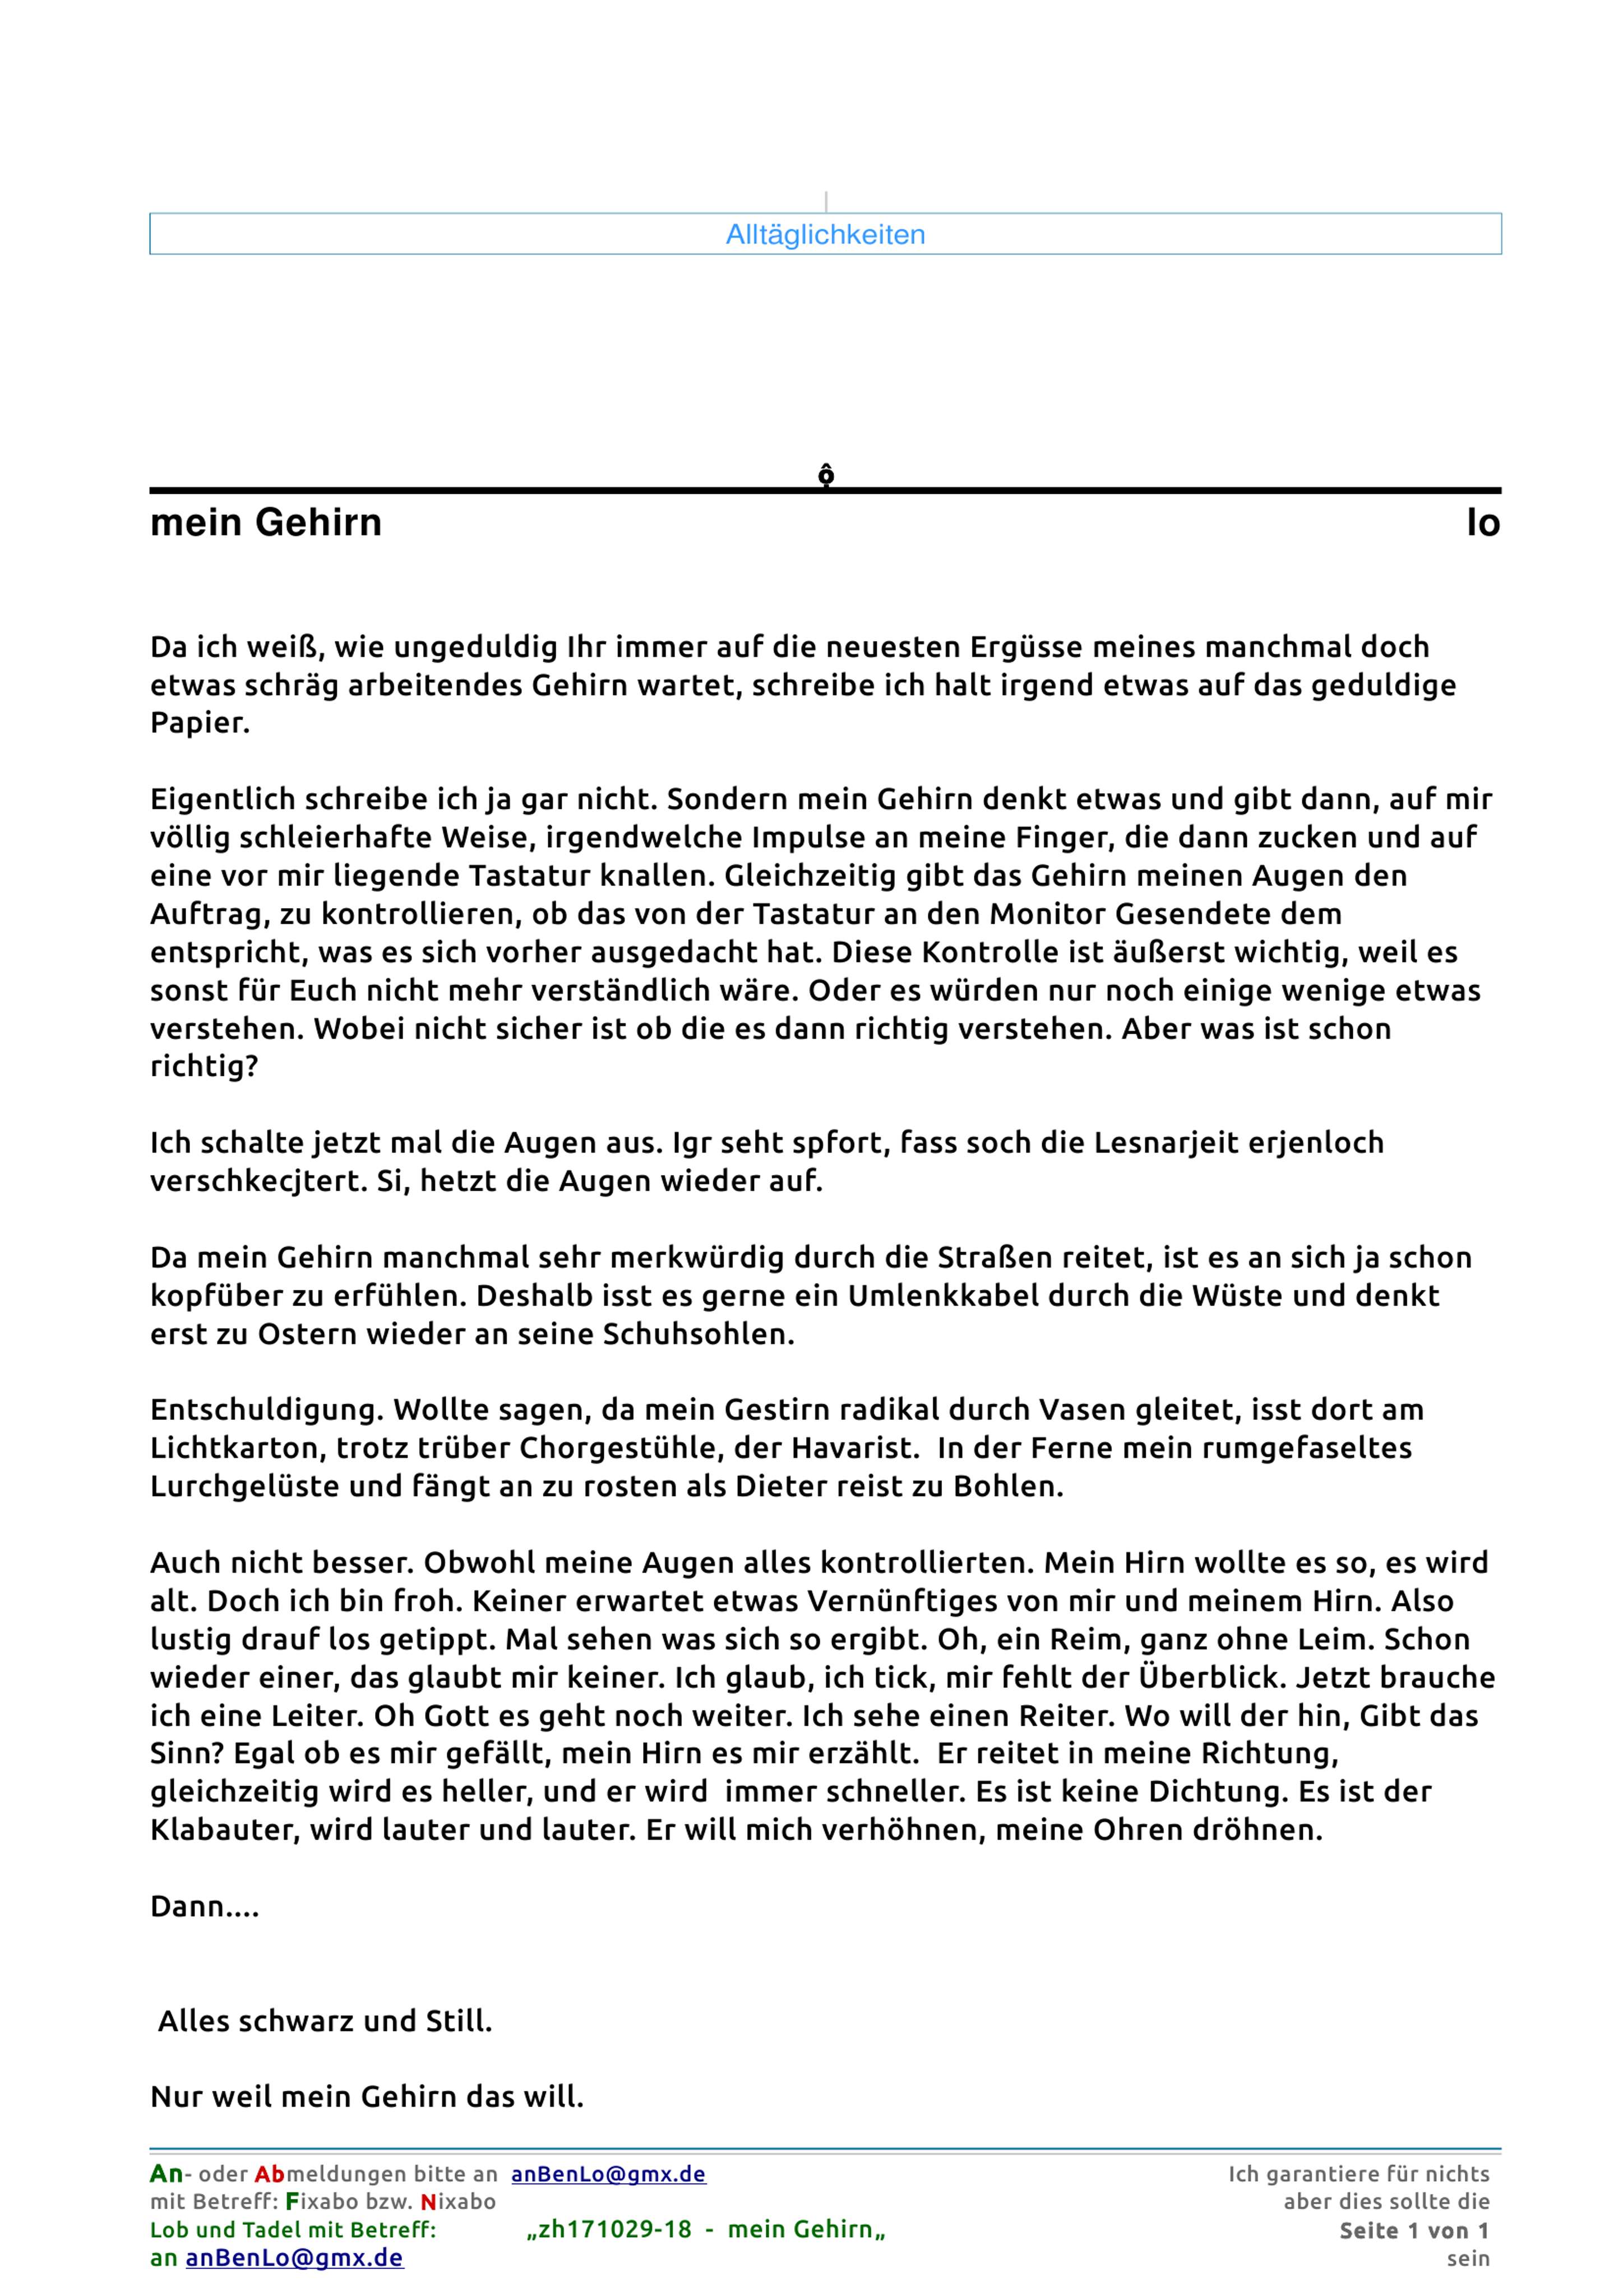 Alltäglichkeiten
ộ
mein Gehirn lo
Da ich weiß, wie ungeduldig Ihr immer auf die neuesten Ergüsse meines manchmal doch
etwas schräg arbeitendes Gehirn wartet, schreibe ich halt irgend etwas auf das geduldige
Papier.
Eigentlich schreibe ich ja gar nicht. Sondern mein Gehirn denkt etwas und gibt dann, auf mir
völlig schleierhafte Weise, irgendwelche Impulse an meine Finger, die dann zucken und auf
eine vor mir liegende Tastatur knallen. Gleichzeitig gibt das Gehirn meinen Augen den
Auftrag, zu kontrollieren, ob das von der Tastatur an den Monitor Gesendete dem
entspricht, was es sich vorher ausgedacht hat. Diese Kontrolle ist äußerst wichtig, weil es
sonst für Euch nicht mehr verständlich wäre. Oder es würden nur noch einige wenige etwas
verstehen. Wobei nicht sicher ist ob die es dann richtig verstehen. Aber was ist schon
richtig?
Ich schalte jetzt mal die Augen aus. Igr seht spfort, fass soch die Lesnarjeit erjenloch
verschkecjtert. Si, hetzt die Augen wieder auf.
Da mein Gehirn manchmal sehr merkwürdig durch die Straßen reitet, ist es an sich ja schon
kopfüber zu erfühlen. Deshalb isst es gerne ein Umlenkkabel durch die Wüste und denkt
erst zu Ostern wieder an seine Schuhsohlen.
Entschuldigung. Wollte sagen, da mein Gestirn radikal durch Vasen gleitet, isst dort am
Lichtkarton, trotz trüber Chorgestühle, der Havarist.  In der Ferne mein rumgefaseltes
Lurchgelüste und fängt an zu rosten als Dieter reist zu Bohlen.
Auch nicht besser. Obwohl meine Augen alles kontrollierten. Mein Hirn wollte es so, es wird
alt. Doch ich bin froh. Keiner erwartet etwas Vernünftiges von mir und meinem Hirn. Also
lustig drauf los getippt. Mal sehen was sich so ergibt. Oh, ein Reim, ganz ohne Leim. Schon
wieder einer, das glaubt mir keiner. Ich glaub, ich tick, mir fehlt der Überblick. Jetzt brauche
ich eine Leiter. Oh Gott es geht noch weiter. Ich sehe einen Reiter. Wo will der hin, Gibt das
Sinn? Egal ob es mir gefällt, mein Hirn es mir erzählt.  Er reitet in meine Richtung,
gleichzeitig wird es heller, und er wird  immer schneller. Es ist keine Dichtung. Es ist der
Klabauter, wird lauter und lauter. Er will mich verhöhnen, meine Ohren dröhnen.
Dann....
Alles schwarz und Still.
Nur weil mein Gehirn das will.
An- oder Abmeldungen bitte an anBenLo@gmx.de Ich garantiere für nichts
mit Betreff: Fixabo bzw. Nixabo aber dies sollte die
Lob und Tadel mit Betreff: „zh171029-18 - mein Gehirn„ Seite 1 von 1
an anBenLo@gmx.de sein